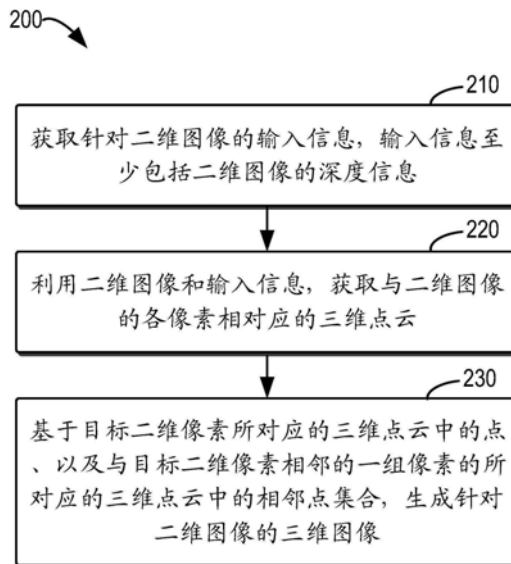 200
210
获取针对二维图像的输入信息，输入信息至
少包括二维图像的深度信息
220
利用二维图像和输入信息，获取与二维图像
的各像素相对应的三维点云
230
基于目标二维像素所对应的三维点云中的点
、以及与目标二维像素相邻的一组像素的所
对应的三维点云中的相邻点集合，生成针对
二维图像的三维图像